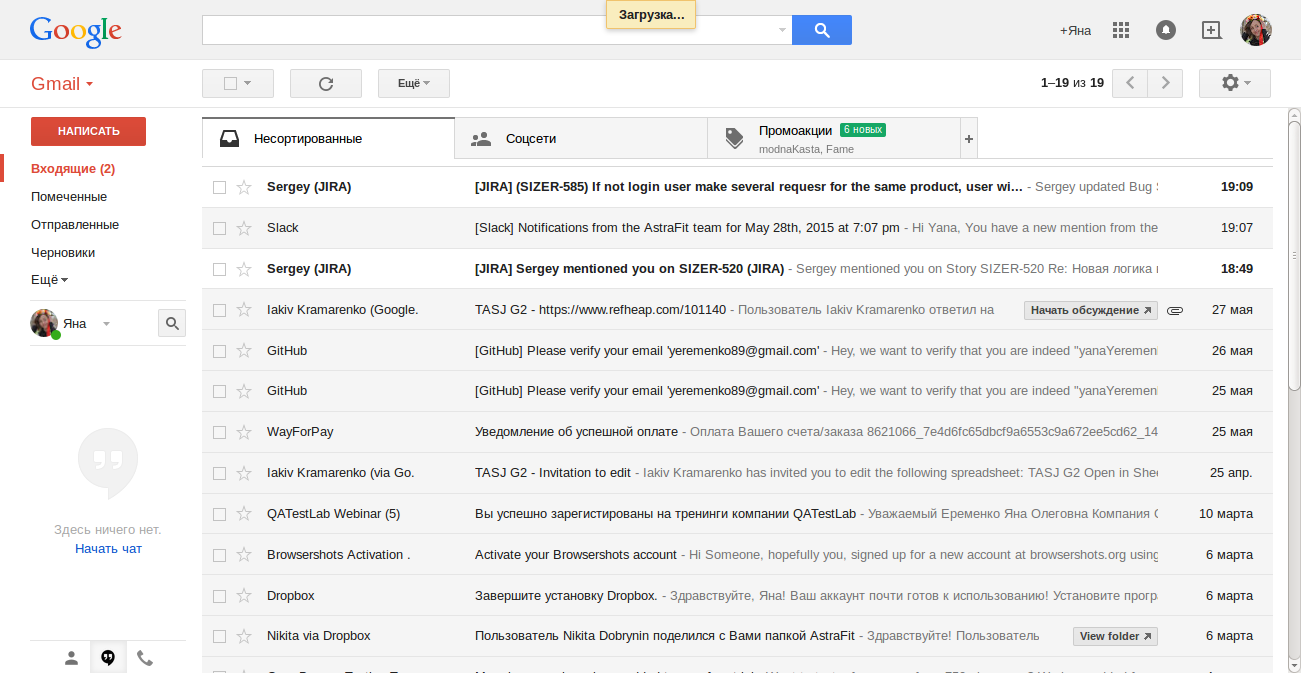 Загрузка...
Google
+Яна
Gmail
Ещё
1–19 из 19
НАПИСАТЬ
Входящие (2)
Помеченные
Отправленные
Черновики
Ещё
Яна
Здесь ничего нет.
Начать чат
Несортированные
Соцсети
Промоакции 6 новых
modnaKasta, Fame
+
Sergey (JIRA) [JIRA] (SIZER-585) If not login user make several requesr for the same product, user wi... - Sergey updated Bug 19:09
Slack [Slack] Notifications from the AstraFit team for May 28th, 2015 at 7:07 pm - Hi Yana, You have a new mention from the 19:07
Sergey (JIRA) [JIRA] Sergey mentioned you on SIZER-520 (JIRA) - Sergey mentioned you on Story SIZER-520 Re: Новая логика 18:49
Iakiv Kramarenko (Google. TASJ G2 - https://www.refheap.com/101140 - Пользователь Iakiv Kramarenko ответил на Начать обсуждение 27 мая
GitHub [GitHub] Please verify your email 'yeremenko89@gmail.com' - Hey, we want to verify that you are indeed "yanaYeremen 26 мая
GitHub [GitHub] Please verify your email 'yeremenko89@gmail.com' - Hey, we want to verify that you are indeed "yanaYeremen 25 мая
WayForPay Уведомление об успешной оплате - Оплата Вашего счета/заказа 8621066_7e4d6fc65dbcf9a6553c9a672ee5cd62_14 25 мая
Iakiv Kramarenko (via Go. TASJ G2 - Invitation to edit - Iakiv Kramarenko has invited you to edit the following spreadsheet: TASJ G2 Open in Shee 25 апр.
QATestLab Webinar (5) Вы успешно зарегистированы на тренинги компании QATestLab - Уважаемый Еременко Яна Олеговна Компания 10 марта
Browsershots Activation . Activate your Browsershots account - Hi Someone, hopefully you, signed up for a new account at browsershots.org using 6 марта
Dropbox Завершите установку Dropbox. - Здравствуйте, Яна! Ваш аккаунт почти готов к использованию! Установите прогр 6 марта
Nikita via Dropbox Пользователь Nikita Dobrynin поделился с Вами папкой AstraFit - Здравствуйте! Пользователь View folder 6 марта